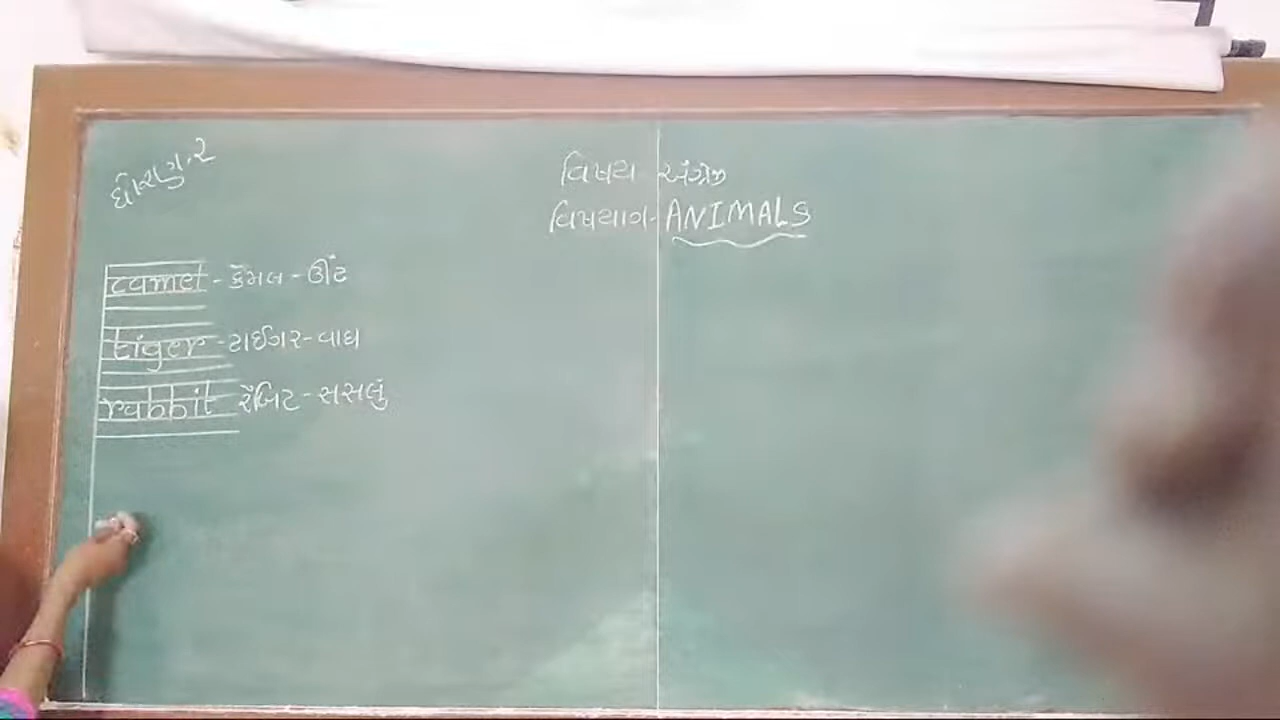 ધોરણ-૨
વિષય અંગ્રેજી
વિષયાંગ- ANIMALS
camel - કૅમલ - ઊંટ
tiger - ટાઈગર - વાઘ
rabbit રૅબિટ - સસલું